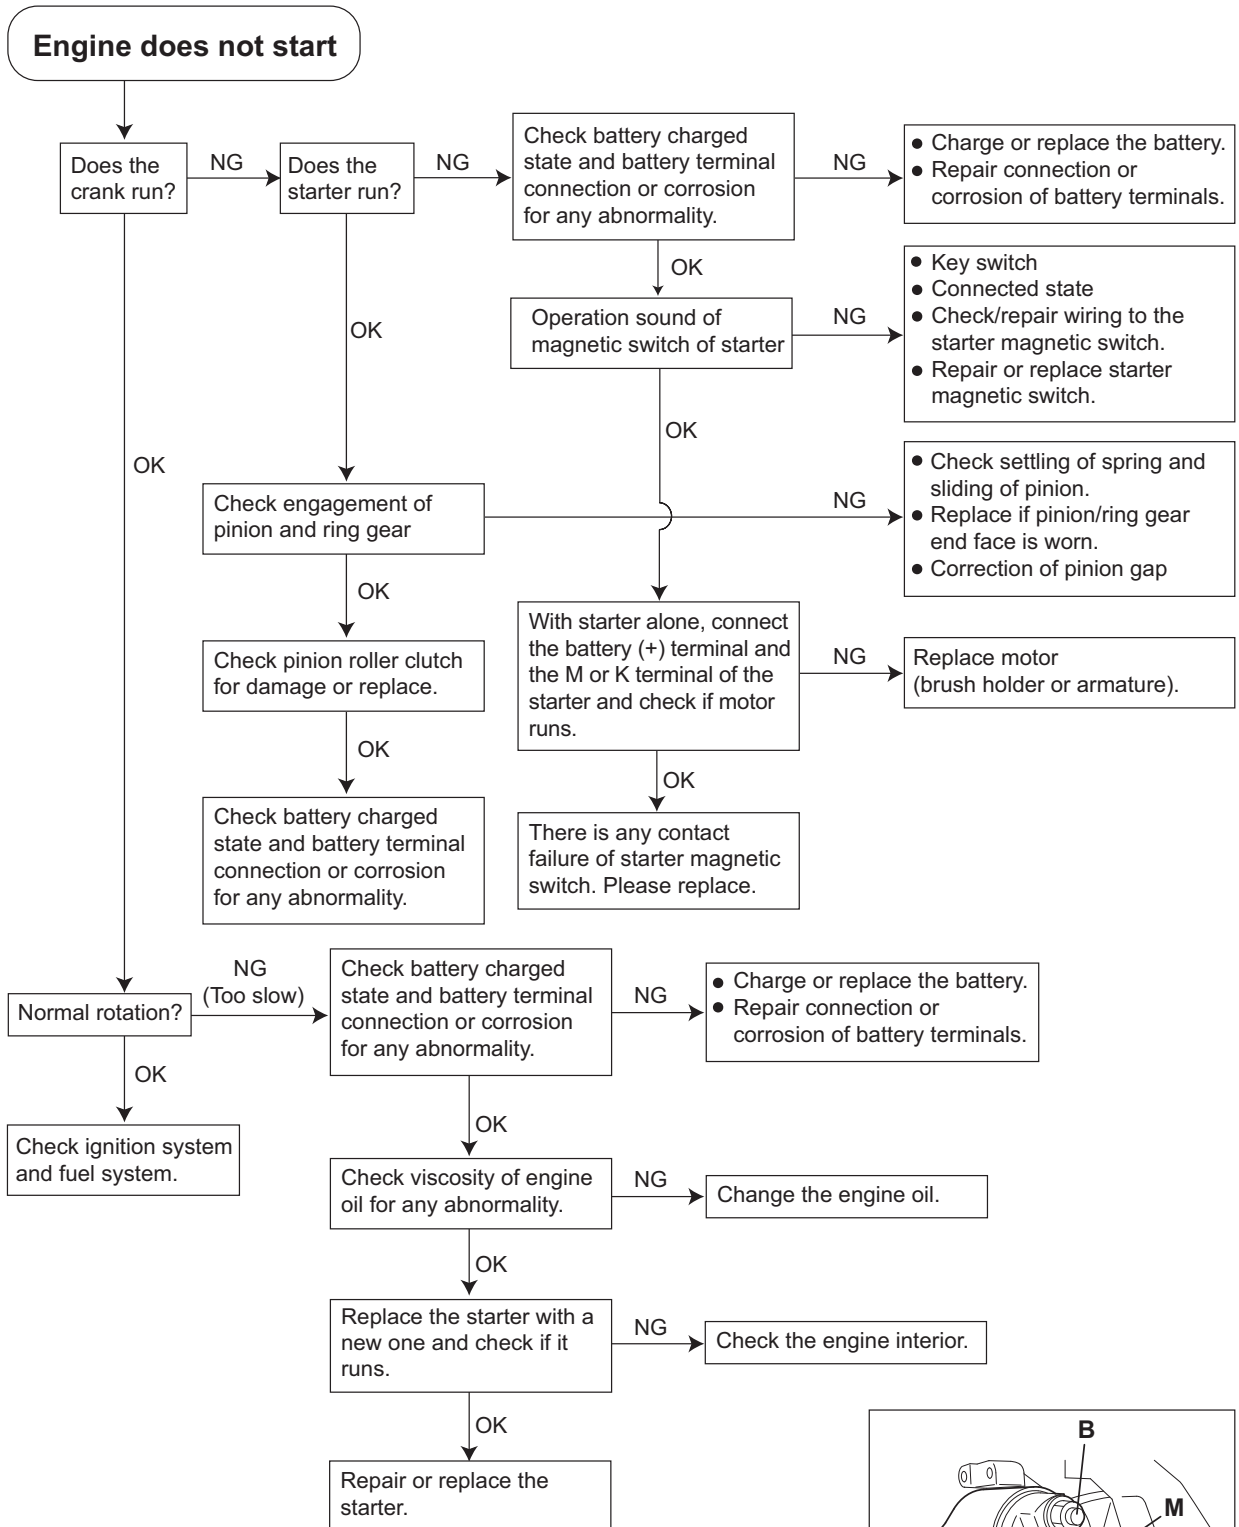 Engine does not start
Does the
crank run?
NG
Does the
starter run?
NG
Check battery charged
state and battery terminal
connection or corrosion
for any abnormality.
NG
● Charge or replace the battery.
● Repair connection or
corrosion of battery terminals.
OK
Operation sound of
magnetic switch of starter
NG
● Key switch
● Connected state
● Check/repair wiring to the
starter magnetic switch.
● Repair or replace starter
magnetic switch.
OK
OK
OK
Check engagement of
pinion and ring gear
NG
● Check settling of spring and
sliding of pinion.
● Replace if pinion/ring gear
end face is worn.
● Correction of pinion gap
OK
Check pinion roller clutch
for damage or replace.
OK
Check battery charged
state and battery terminal
connection or corrosion
for any abnormality.
With starter alone, connect
the battery (+) terminal and
the M or K terminal of the
starter and check if motor
runs.
NG
Replace motor
(brush holder or armature).
OK
There is any contact
failure of starter magnetic
switch. Please replace.
Normal rotation?
NG
(Too slow)
Check battery charged
state and battery terminal
connection or corrosion
for any abnormality.
NG
● Charge or replace the battery.
● Repair connection or
corrosion of battery terminals.
OK
Check ignition system
and fuel system.
OK
Check viscosity of engine
oil for any abnormality.
NG
Change the engine oil.
OK
Replace the starter with a
new one and check if it
runs.
NG
Check the engine interior.
OK
Repair or replace the
starter.
B
M